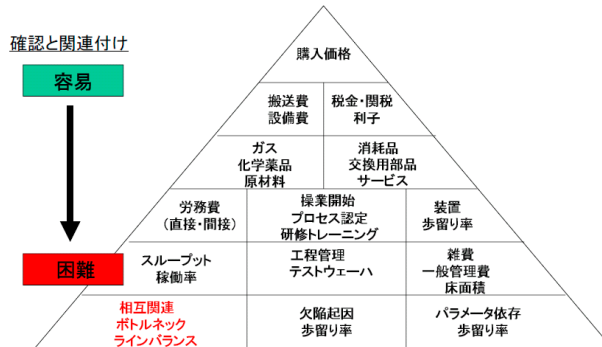 確認と関連付け
容易
困難
購入価格
搬送費
設備費
税金・関税
利子
ガス
化学薬品
原材料
消耗品
交換用部品
サービス
労務費
(直接・間接)
操業開始
プロセス認定
研修トレーニング
装置
歩留り率
スループット
稼働率
工程管理
テストウェーハ
雑費
一般管理費
床面積
相互関連
ボトルネック
ラインバランス
欠陥起因
歩留り率
パラメータ依存
歩留り率